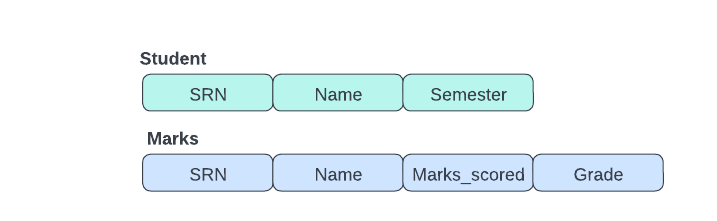 Student
SRN Name Semester
Marks
SRN Name Marks_scored Grade